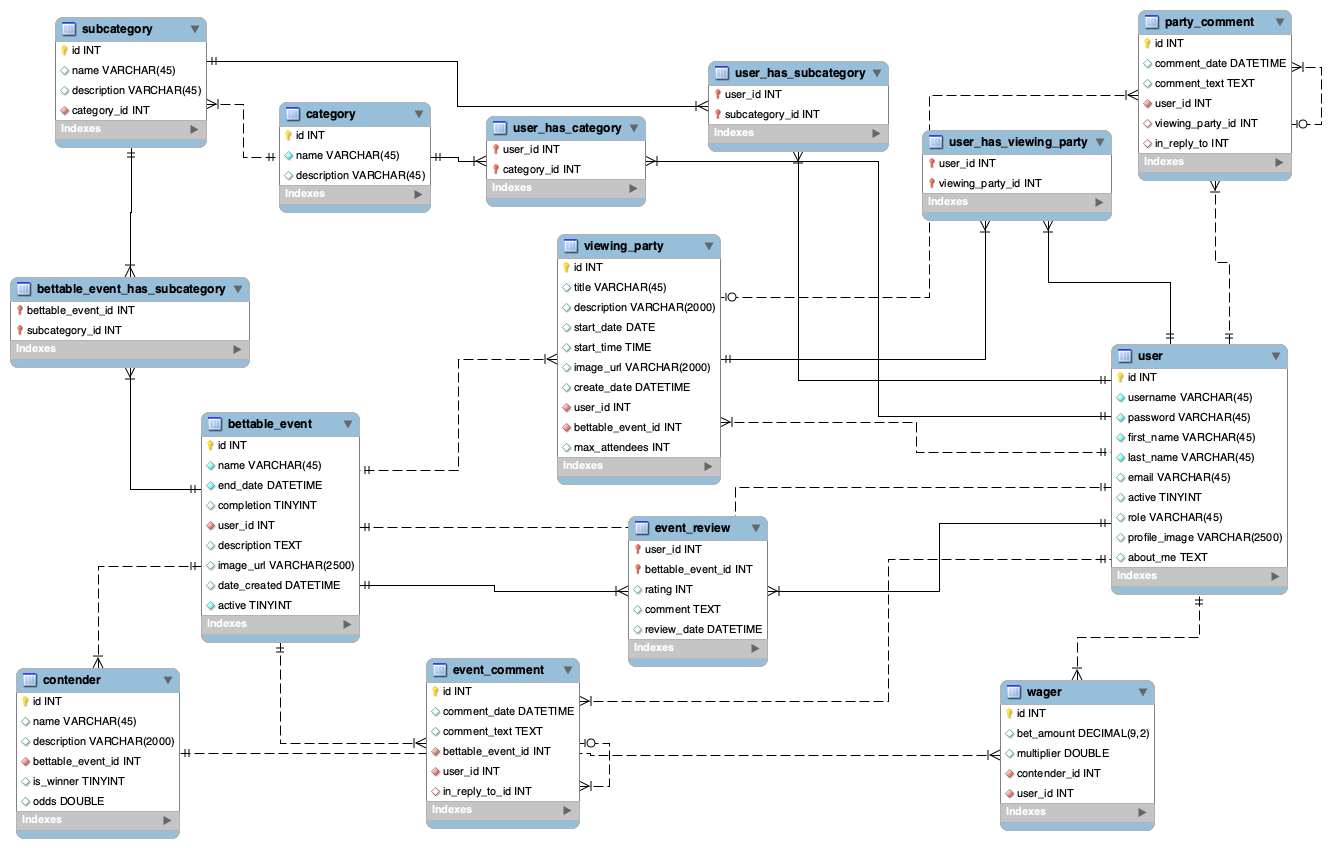 subcategory
id INT
name VARCHAR(45)
description VARCHAR(45)
category_id INT
Indexes
category
id INT
name VARCHAR(45)
description VARCHAR(45)
Indexes
user_has_category
user_id INT
category_id INT
Indexes
user_has_subcategory
user_id INT
subcategory_id INT
Indexes
user_has_viewing_party
user_id INT
viewing_party_id INT
Indexes
party_comment
id INT
comment_date DATETIME
comment_text TEXT
user_id INT
viewing_party_id INT
in_reply_to INT
Indexes
bettable_event_has_subcategory
bettable_event_id INT
subcategory_id INT
Indexes
viewing_party
id INT
title VARCHAR(45)
description VARCHAR(2000)
start_date DATE
start_time TIME
image_url VARCHAR(2000)
create_date DATETIME
user_id INT
bettable_event_id INT
max_attendees INT
Indexes
user
id INT
username VARCHAR(45)
password VARCHAR(45)
first_name VARCHAR(45)
last_name VARCHAR(45)
email VARCHAR(45)
active TINYINT
role VARCHAR(45)
profile_image VARCHAR(2500)
about_me TEXT
Indexes
bettable_event
id INT
name VARCHAR(45)
end_date DATETIME
completion TINYINT
user_id INT
description TEXT
image_url VARCHAR(2500)
date_created DATETIME
active TINYINT
Indexes
event_review
user_id INT
bettable_event_id INT
rating INT
comment TEXT
review_date DATETIME
Indexes
contender
id INT
name VARCHAR(45)
description VARCHAR(2000)
bettable_event_id INT
is_winner TINYINT
odds DOUBLE
Indexes
event_comment
id INT
comment_date DATETIME
comment_text TEXT
bettable_event_id INT
user_id INT
in_reply_to_id INT
Indexes
wager
id INT
bet_amount DECIMAL(9,2)
multiplier DOUBLE
contender_id INT
user_id INT
Indexes